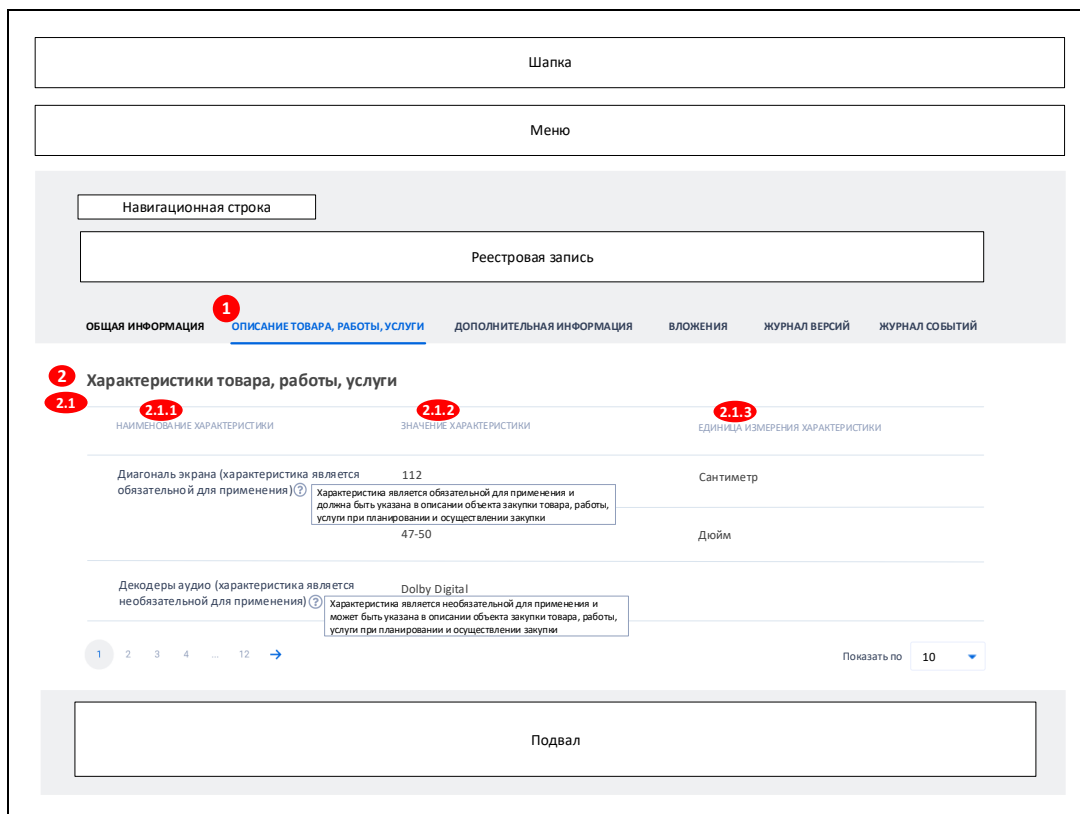 Шапка
Меню
Навигационная строка
Реестровая запись
1
ОБЩАЯ ИНФОРМАЦИЯ ОПИСАНИЕ ТОВАРА, РАБОТЫ, УСЛУГИ ДОПОЛНИТЕЛЬНАЯ ИНФОРМАЦИЯ ВЛОЖЕНИЯ ЖУРНАЛ ВЕРСИЙ ЖУРНАЛ СОБЫТИЙ
2 Характеристики товара, работы, услуги
2.1 2.1.1 2.1.2 2.1.3
НАИМЕНОВАНИЕ ХАРАКТЕРИСТИКИ ЗНАЧЕНИЕ ХАРАКТЕРИСТИКИ ЕДИНИЦА ИЗМЕРЕНИЯ ХАРАКТЕРИСТИКИ
Диагональ экрана (характеристика является 112 Сантиметр
обязательной для применения) ?
Характеристика является обязательной для применения и
должна быть указана в описании объекта закупки товара, работы,
услуги при планировании и осуществлении закупки
47-50 Дюйм
Декодеры аудио (характеристика является Dolby Digital
необязательной для применения) ?
Характеристика является необязательной для применения и
может быть указана в описании объекта закупки товара, работы,
услуги при планировании и осуществлении закупки
1 2 3 4 ... 12 → Показать по 10
Подвал